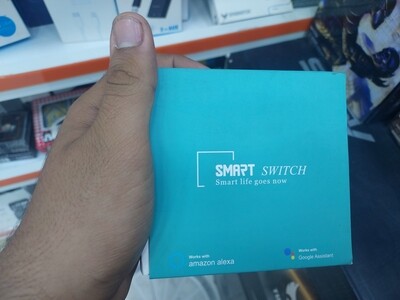 SMART SWITCH
Smart life goes now
Works with
amazon alexa
Works with
Google Assistant